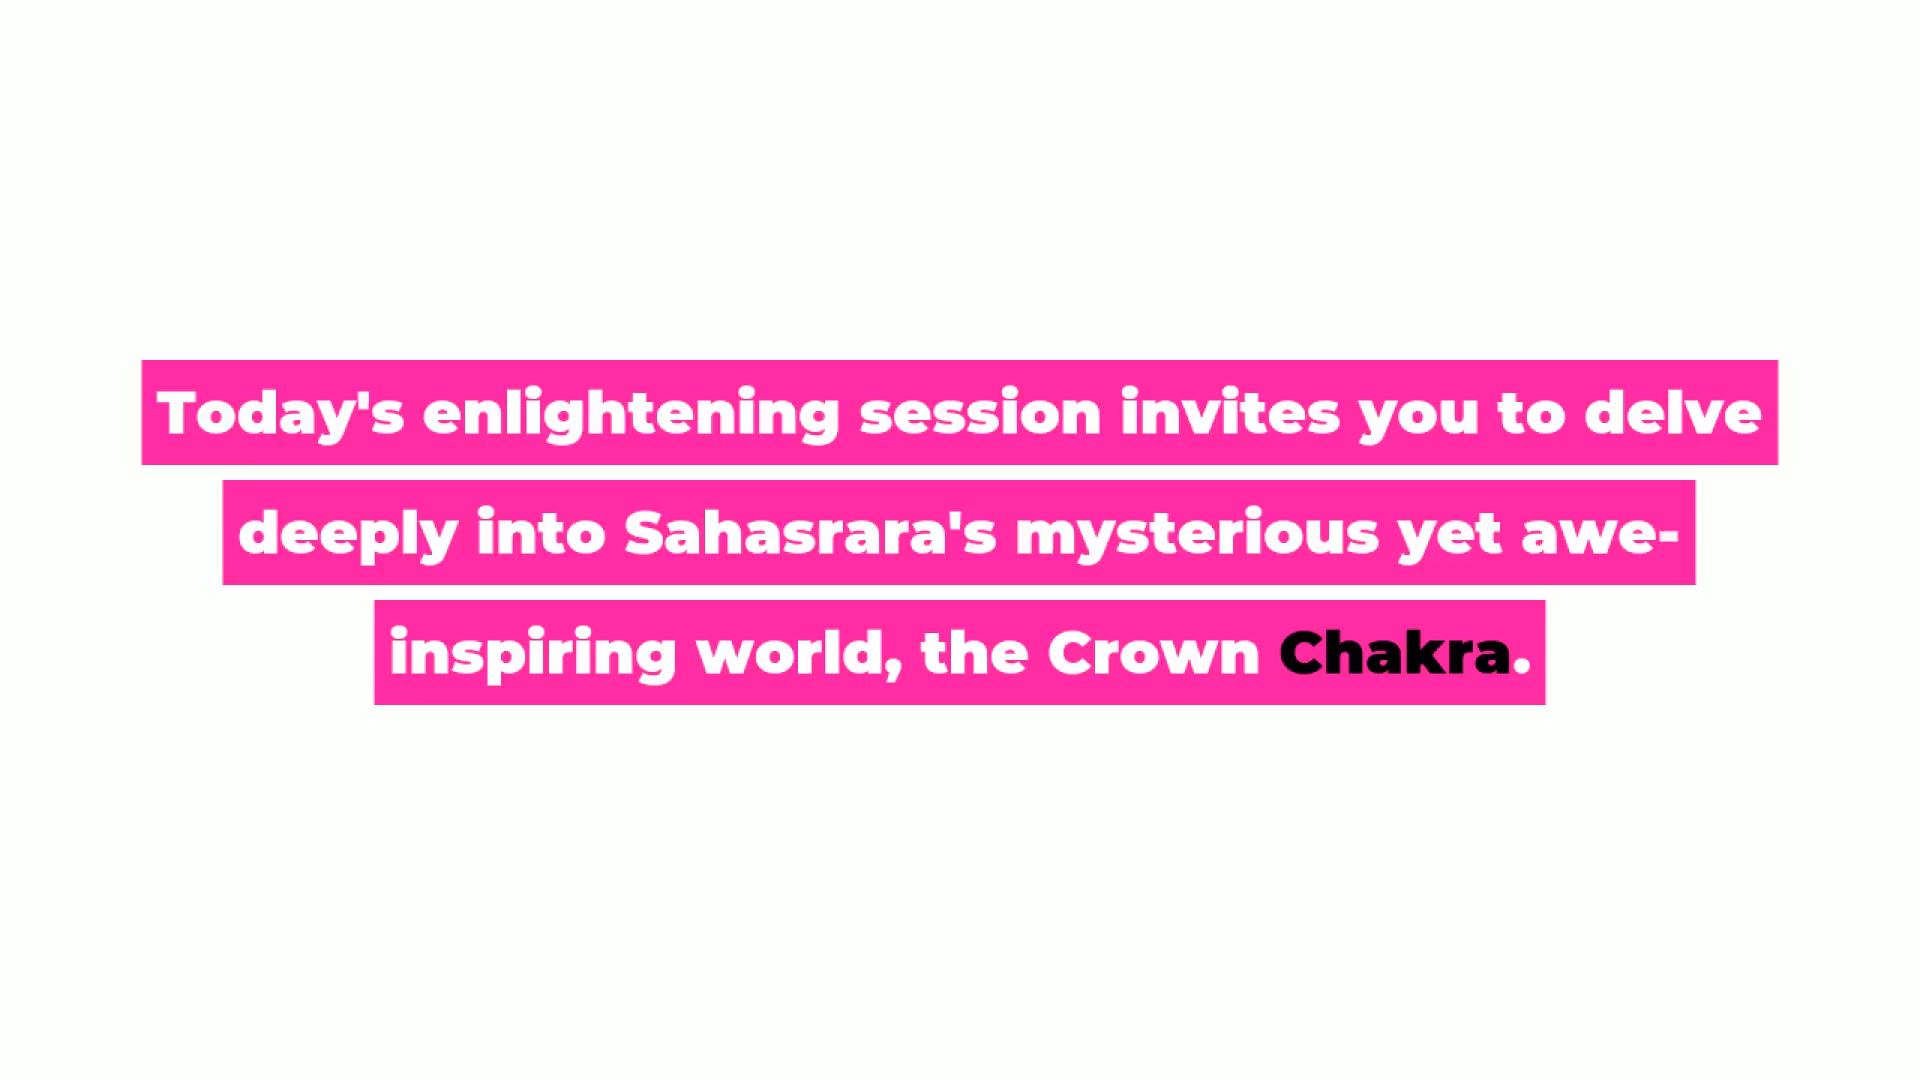 Today's enlightening session invites you to delve
deeply into Sahasrara's mysterious yet awe-
inspiring world, the Crown Chakra.